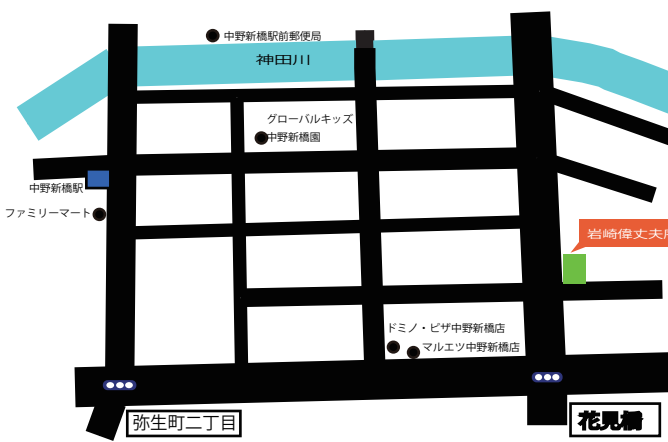 中野新橋駅前郵便局
神田川
グローバルキッズ
中野新橋園
中野新橋駅
ファミリーマート
岩崎偉丈夫
ドミノ・ピザ中野新橋店
マルエツ中野新橋店
弥生町二丁目
花見橋